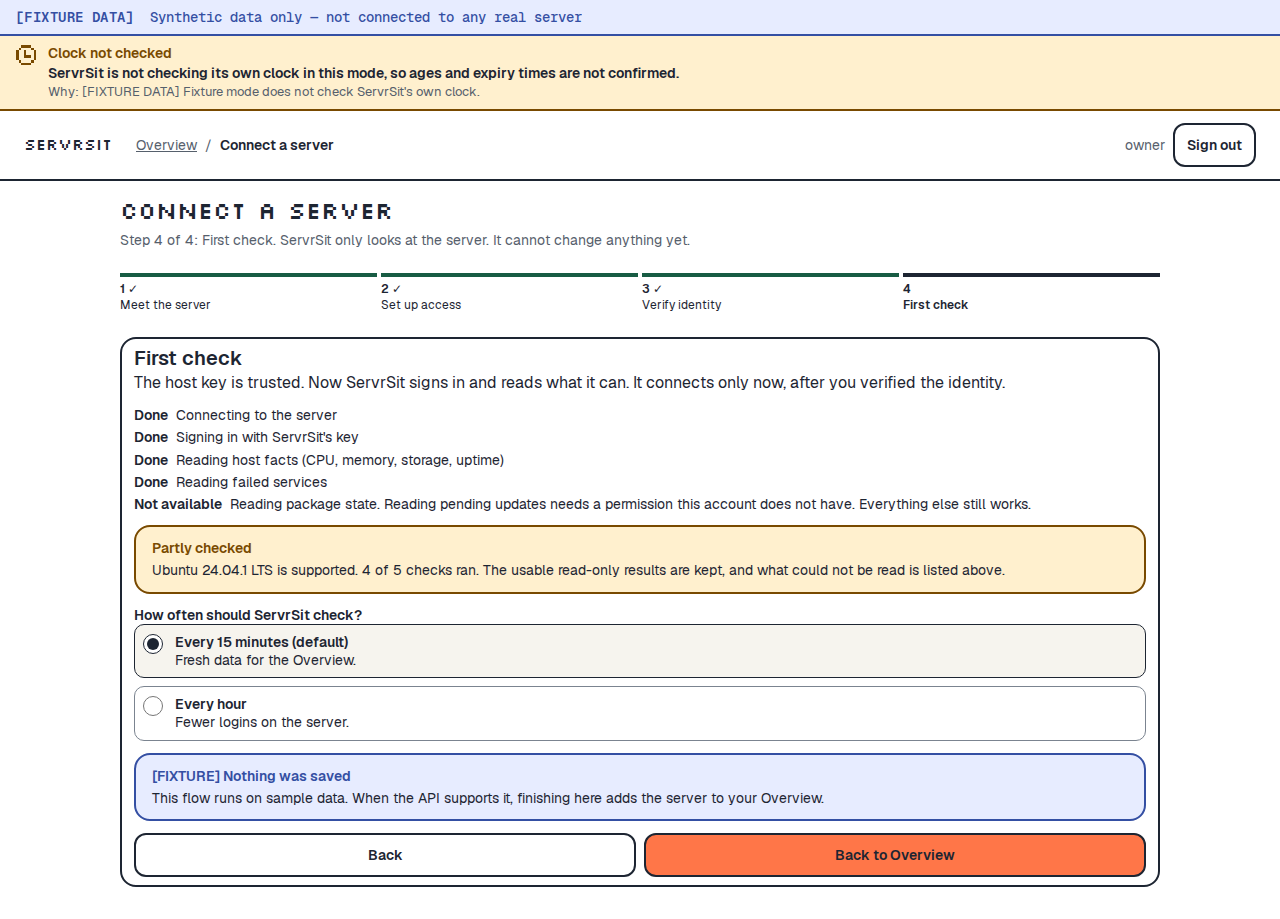 [FIXTURE DATA] Synthetic data only — not connected to any real server
Clock not checked
ServrSit is not checking its own clock in this mode, so ages and expiry times are not confirmed.
Why: [FIXTURE DATA] Fixture mode does not check ServrSit's own clock.
SERVRSIT
Overview / Connect a server
owner
Sign out
CONNECT A SERVER
Step 4 of 4: First check. ServrSit only looks at the server. It cannot change anything yet.
1 ✓
Meet the server
2 ✓
Set up access
3 ✓
Verify identity
4
First check
First check
The host key is trusted. Now ServrSit signs in and reads what it can. It connects only now, after you verified the identity.
Done Connecting to the server
Done Signing in with ServrSit's key
Done Reading host facts (CPU, memory, storage, uptime)
Done Reading failed services
Not available Reading package state. Reading pending updates needs a permission this account does not have. Everything else still works.
Partly checked
Ubuntu 24.04.1 LTS is supported. 4 of 5 checks ran. The usable read-only results are kept, and what could not be read is listed above.
How often should ServrSit check?
Every 15 minutes (default)
Fresh data for the Overview.
Every hour
Fewer logins on the server.
[FIXTURE] Nothing was saved
This flow runs on sample data. When the API supports it, finishing here adds the server to your Overview.
Back
Back to Overview